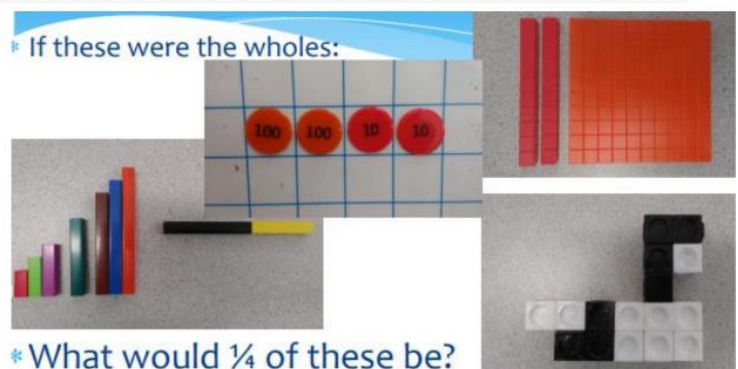 * If these were the wholes:
100 100 10 10
* What would ¼ of these be?